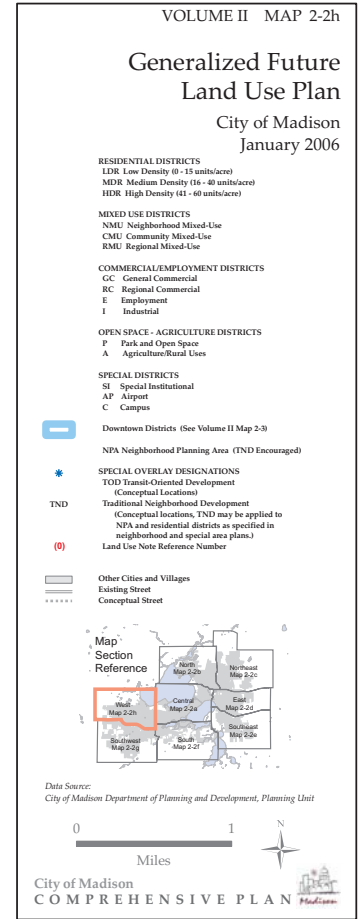 VOLUME II MAP 2-2h
Generalized Future
Land Use Plan
City of Madison
January 2006
RESIDENTIAL DISTRICTS
LDR Low Density (0 - 15 units/acre)
MDR Medium Density (16 - 40 units/acre)
HDR High Density (41 - 60 units/acre)
MIXED USE DISTRICTS
NMU Neighborhood Mixed-Use
CMU Community Mixed-Use
RMU Regional Mixed-Use
COMMERCIAL/EMPLOYMENT DISTRICTS
GC General Commercial
RC Regional Commercial
E Employment
I Industrial
OPEN SPACE - AGRICULTURE DISTRICTS
P Park and Open Space
A Agriculture/Rural Uses
SPECIAL DISTRICTS
SI Special Institutional
AP Airport
C Campus
Downtown Districts (See Volume II Map 2-3)
NPA Neighborhood Planning Area (TND Encouraged)
* SPECIAL OVERLAY DESIGNATIONS
TOD Transit-Oriented Development
(Conceptual Locations)
TND Traditional Neighborhood Development
(Conceptual locations, TND may be applied to
NPA and residential districts as specified in
neighborhood and special area plans.)
(0) Land Use Note Reference Number
Other Cities and Villages
Existing Street
Conceptual Street
Map
Section
Reference
North
Map 2-2b
Northeast
Map 2-2c
West
Map 2-2h
Central
Map 2-2a
East
Map 2-2d
Southwest
Map 2-2g
South
Map 2-2f
Southeast
Map 2-2e
Data Source:
City of Madison Department of Planning and Development, Planning Unit
0 1
Miles
N
City of Madison
COMPREHENSIVE PLAN
Madison